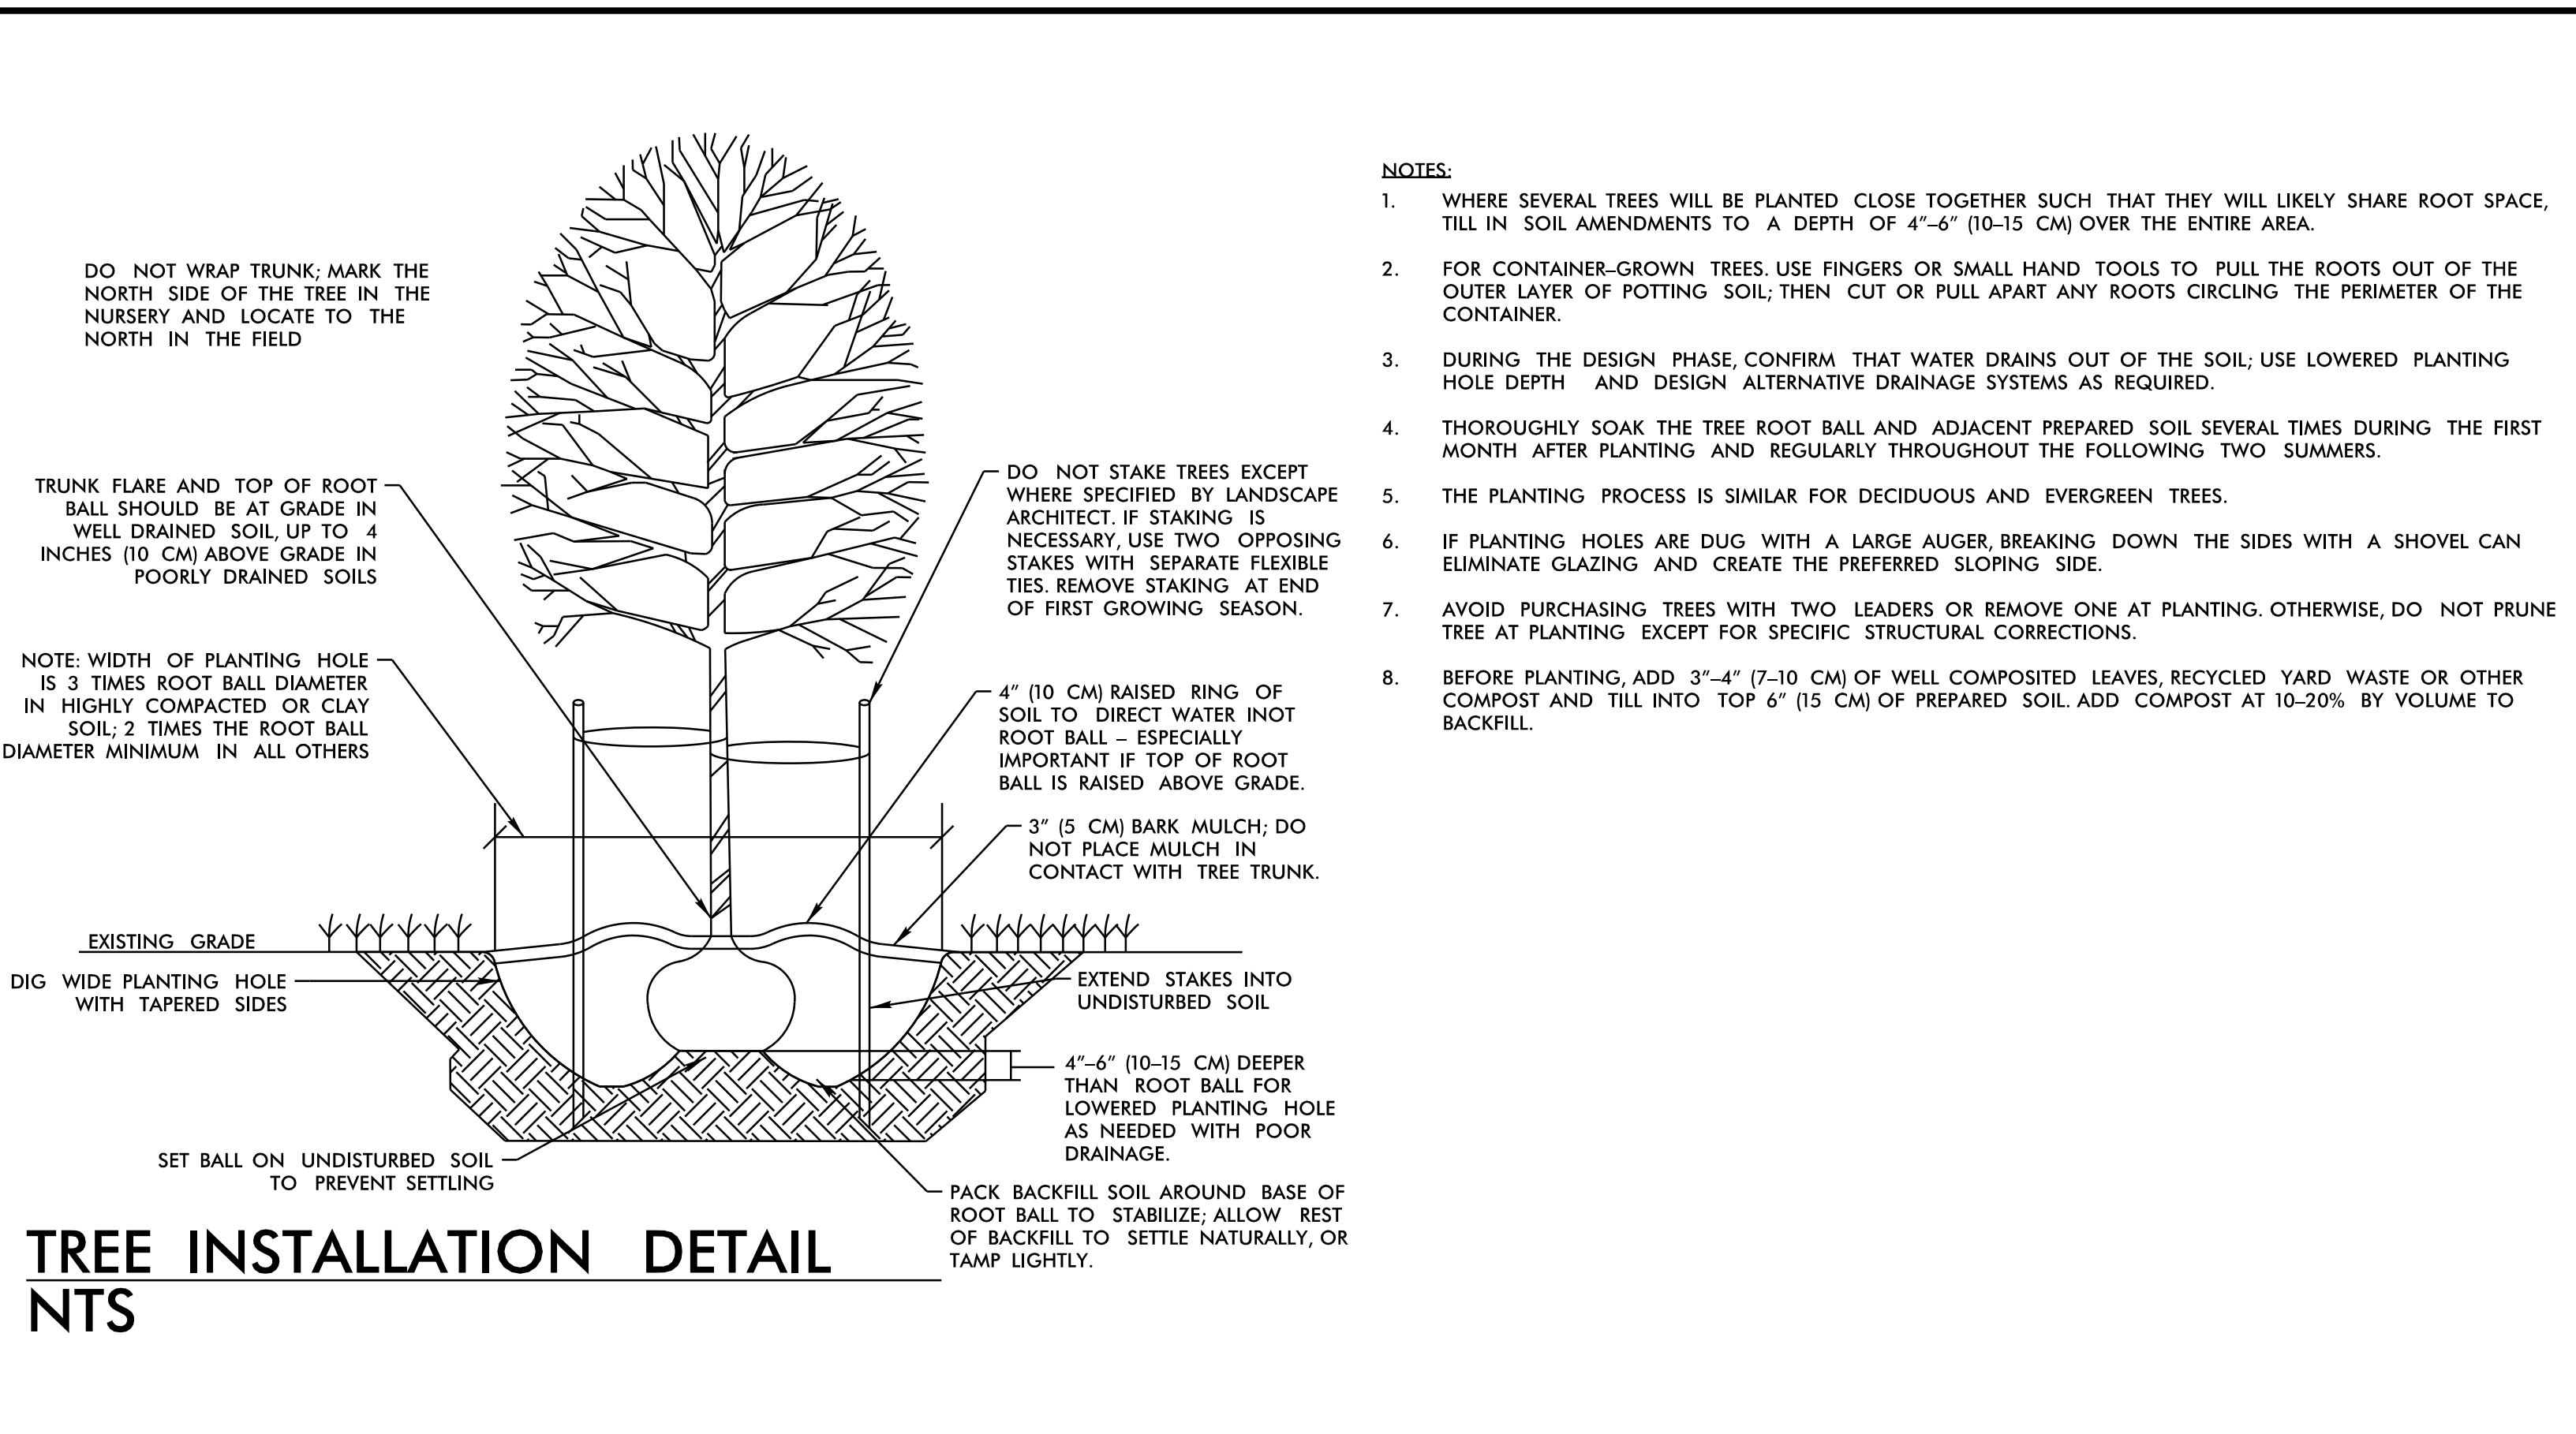 DO NOT WRAP TRUNK; MARK THE
NORTH SIDE OF THE TREE IN THE
NURSERY AND LOCATE TO THE
NORTH IN THE FIELD
TRUNK FLARE AND TOP OF ROOT
BALL SHOULD BE AT GRADE IN
WELL DRAINED SOIL, UP TO 4
INCHES (10 CM) ABOVE GRADE IN
POORLY DRAINED SOILS
NOTE: WIDTH OF PLANTING HOLE
IS 3 TIMES ROOT BALL DIAMETER
IN HIGHLY COMPACTED OR CLAY
SOIL; 2 TIMES THE ROOT BALL
DIAMETER MINIMUM IN ALL OTHERS
EXISTING GRADE
DIG WIDE PLANTING HOLE
WITH TAPERED SIDES
SET BALL ON UNDISTURBED SOIL
TO PREVENT SETTLING
DO NOT STAKE TREES EXCEPT
WHERE SPECIFIED BY LANDSCAPE
ARCHITECT. IF STAKING IS
NECESSARY, USE TWO OPPOSING
STAKES WITH SEPARATE FLEXIBLE
TIES. REMOVE STAKING AT END
OF FIRST GROWING SEASON.
4" (10 CM) RAISED RING OF
SOIL TO DIRECT WATER INOT
ROOT BALL – ESPECIALLY
IMPORTANT IF TOP OF ROOT
BALL IS RAISED ABOVE GRADE.
3" (5 CM) BARK MULCH; DO
NOT PLACE MULCH IN
CONTACT WITH TREE TRUNK.
EXTEND STAKES INTO
UNDISTURBED SOIL
4"–6" (10–15 CM) DEEPER
THAN ROOT BALL FOR
LOWERED PLANTING HOLE
AS NEEDED WITH POOR
DRAINAGE.
PACK BACKFILL SOIL AROUND BASE OF
ROOT BALL TO STABILIZE; ALLOW REST
OF BACKFILL TO SETTLE NATURALLY, OR
TAMP LIGHTLY.
TREE INSTALLATION DETAIL
NTS
NOTES:
1. WHERE SEVERAL TREES WILL BE PLANTED CLOSE TOGETHER SUCH THAT THEY WILL LIKELY SHARE ROOT SPACE,
TILL IN SOIL AMENDMENTS TO A DEPTH OF 4"–6" (10–15 CM) OVER THE ENTIRE AREA.
2. FOR CONTAINER–GROWN TREES. USE FINGERS OR SMALL HAND TOOLS TO PULL THE ROOTS OUT OF THE
OUTER LAYER OF POTTING SOIL; THEN CUT OR PULL APART ANY ROOTS CIRCLING THE PERIMETER OF THE
CONTAINER.
3. DURING THE DESIGN PHASE, CONFIRM THAT WATER DRAINS OUT OF THE SOIL; USE LOWERED PLANTING
HOLE DEPTH AND DESIGN ALTERNATIVE DRAINAGE SYSTEMS AS REQUIRED.
4. THOROUGHLY SOAK THE TREE ROOT BALL AND ADJACENT PREPARED SOIL SEVERAL TIMES DURING THE FIRST
MONTH AFTER PLANTING AND REGULARLY THROUGHOUT THE FOLLOWING TWO SUMMERS.
5. THE PLANTING PROCESS IS SIMILAR FOR DECIDUOUS AND EVERGREEN TREES.
6. IF PLANTING HOLES ARE DUG WITH A LARGE AUGER, BREAKING DOWN THE SIDES WITH A SHOVEL CAN
ELIMINATE GLAZING AND CREATE THE PREFERRED SLOPING SIDE.
7. AVOID PURCHASING TREES WITH TWO LEADERS OR REMOVE ONE AT PLANTING. OTHERWISE, DO NOT PRUNE
TREE AT PLANTING EXCEPT FOR SPECIFIC STRUCTURAL CORRECTIONS.
8. BEFORE PLANTING, ADD 3"–4" (7–10 CM) OF WELL COMPOSITED LEAVES, RECYCLED YARD WASTE OR OTHER
COMPOST AND TILL INTO TOP 6" (15 CM) OF PREPARED SOIL. ADD COMPOST AT 10–20% BY VOLUME TO
BACKFILL.